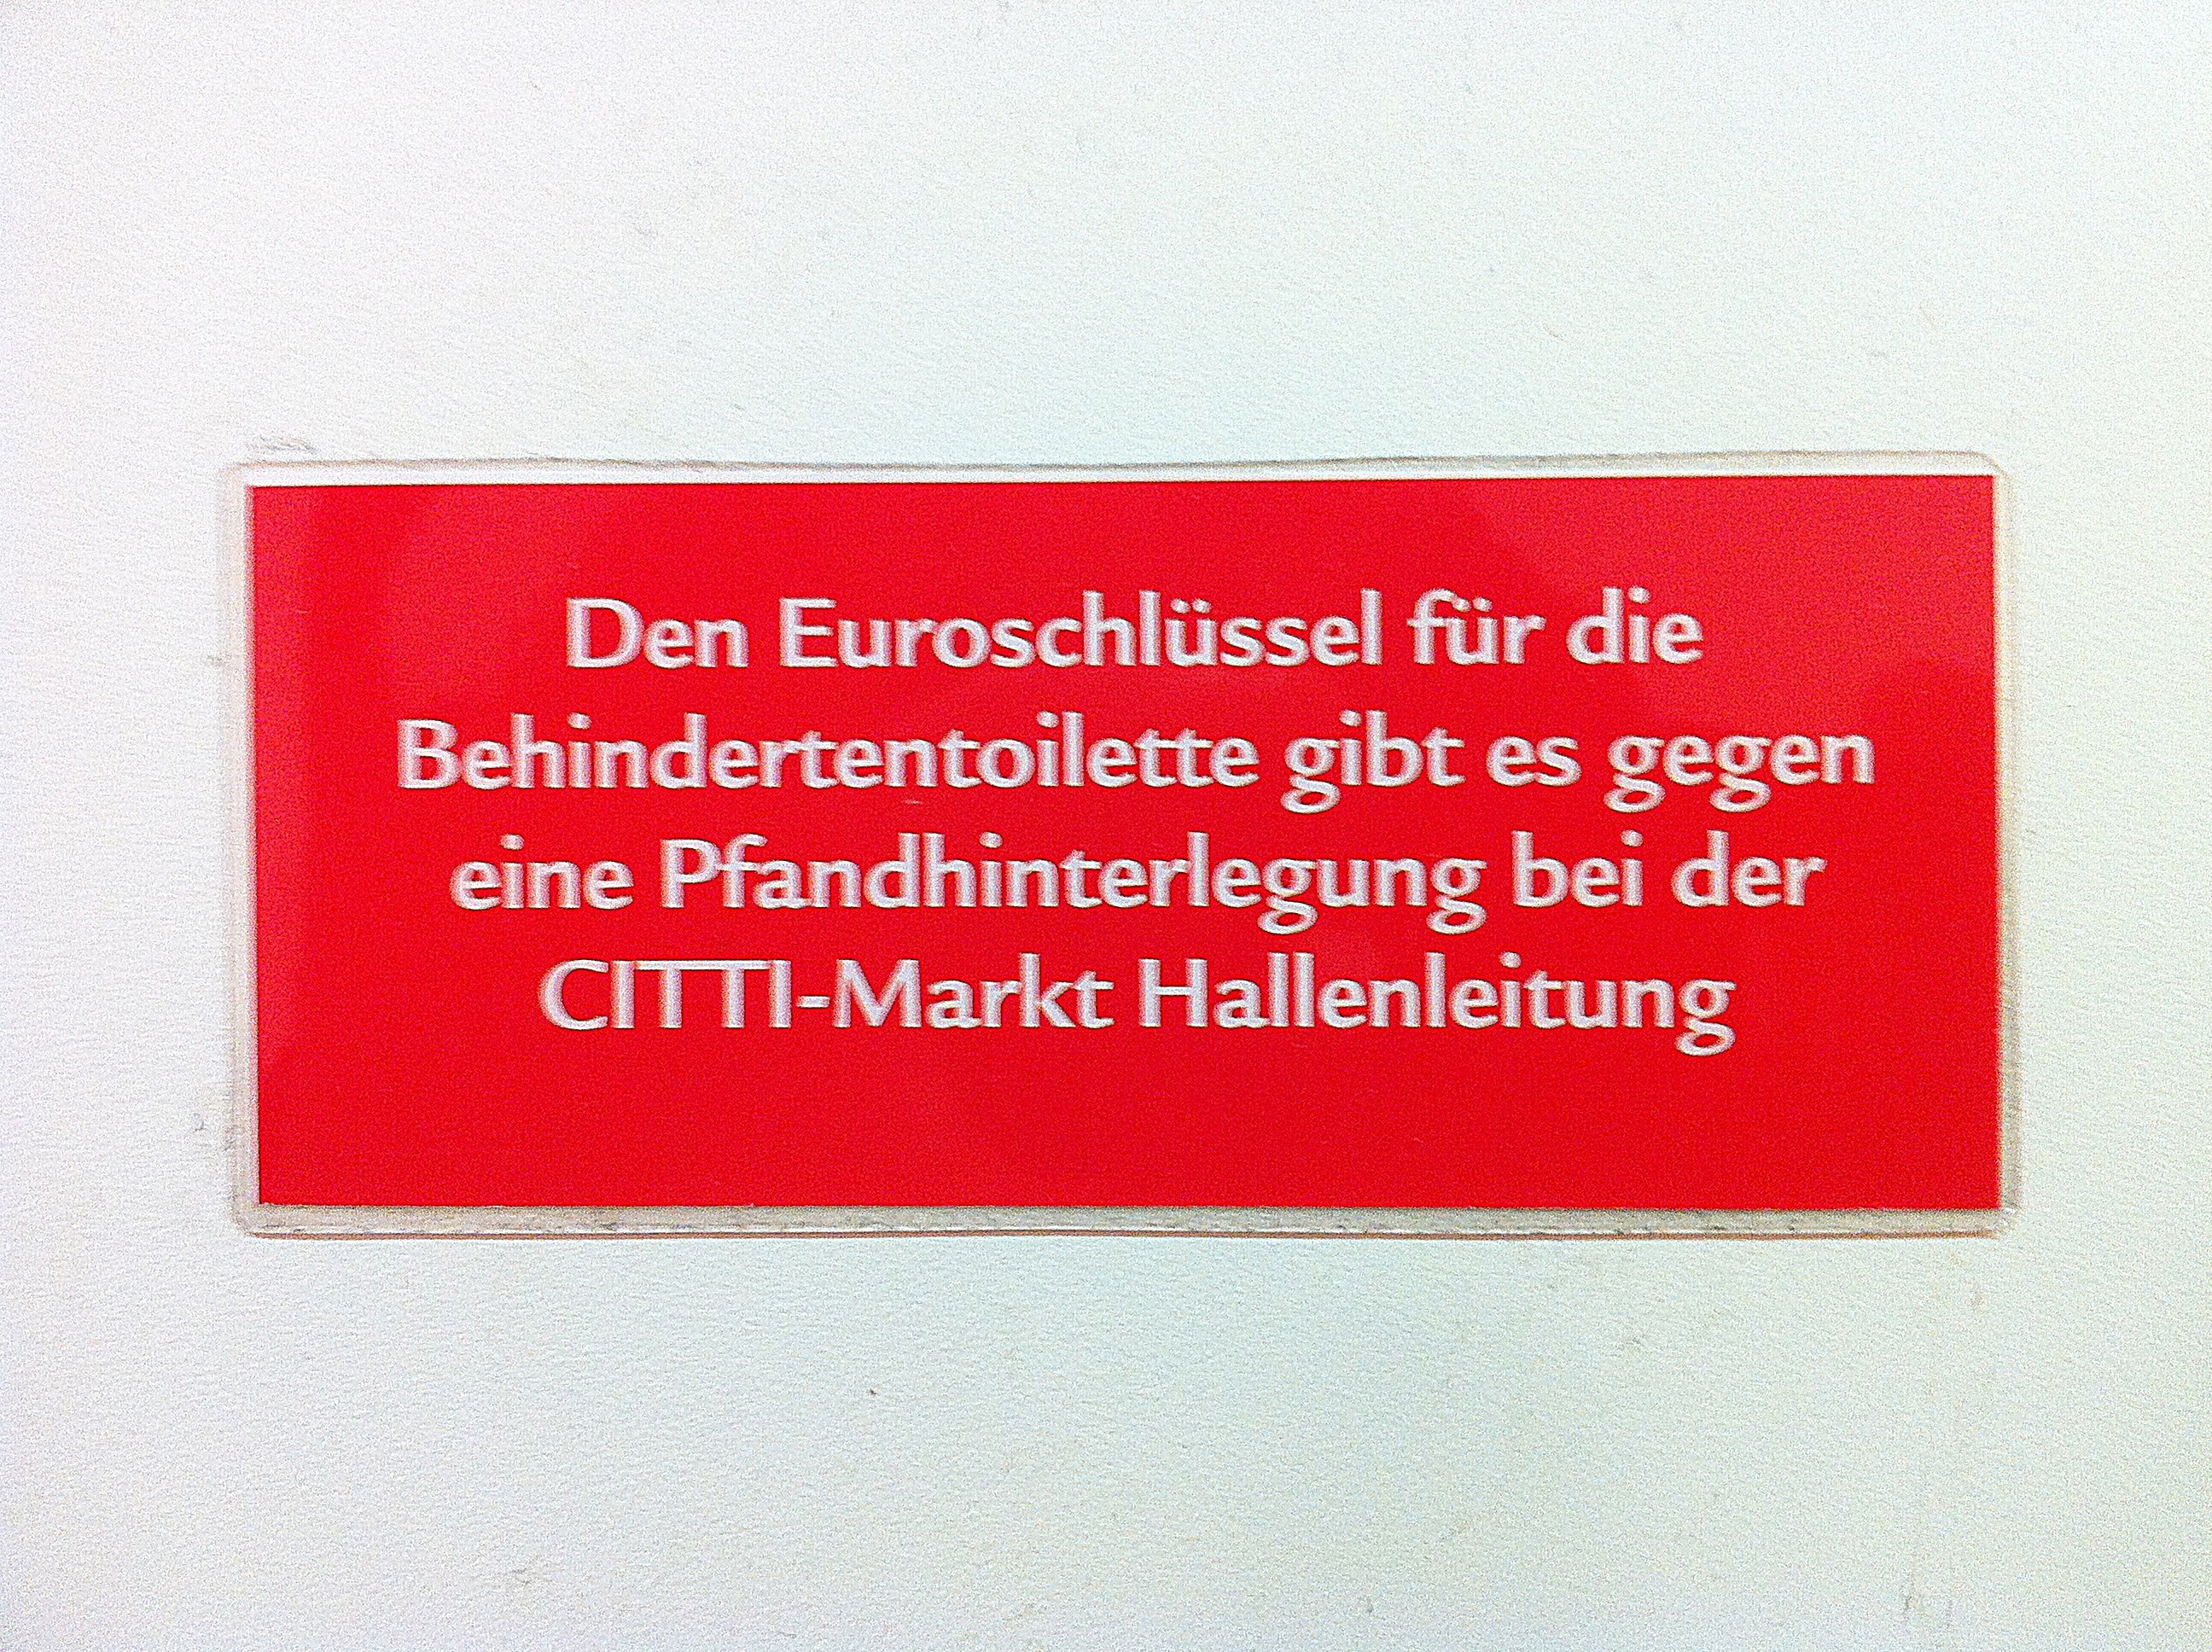 Den Euroschlüssel für die
Behindertentoilette gibt es gegen
eine Pfandhinterlegung bei der
CITTI-Markt Hallenleitung